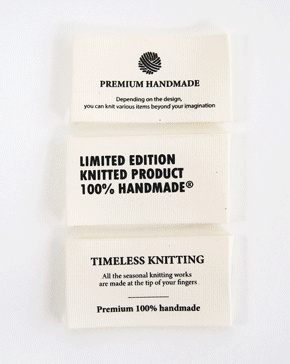 PREMIUM HANDMADE
Depending on the design,
you can knit various items beyond your imagination
LIMITED EDITION
KNITTED PRODUCT
100% HANDMADE®
TIMELESS KNITTING
All the seasonal knitting works
are made at the tip of your fingers
Premium 100% handmade